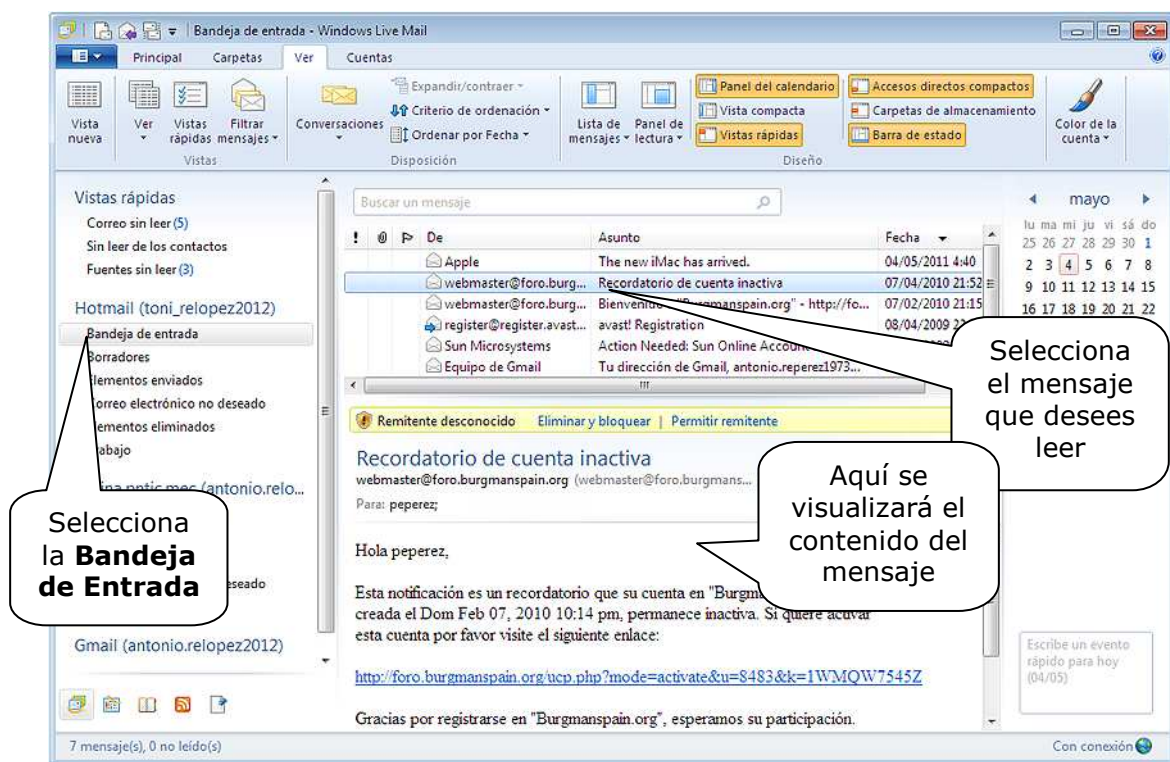 Bandeja de entrada - Windows Live Mail
Principal Carpetas Ver Cuentas
Vista nueva
Ver
Vistas rápidas
Filtrar mensajes
Vistas
Conversaciones
Expandir/contraer
Criterio de ordenación
Ordenar por Fecha
Disposición
Lista de mensajes
Panel de lectura
Panel del calendario
Vista compacta
Vistas rápidas
Accesos directos compactos
Carpetas de almacenamiento
Barra de estado
Diseño
Color de la cuenta
Vistas rápidas
Correo sin leer (5)
Sin leer de los contactos
Fuentes sin leer (3)
Hotmail (toni_relopez2012)
Bandeja de entrada
Borradores
Elementos enviados
Correo electrónico no deseado
Elementos eliminados
(antonio.relo...
eseado
Gmail (antonio.relopez2012)
Buscar un mensaje
! De Asunto Fecha
Apple The new iMac has arrived. 04/05/2011 4:40
webmaster@foro.burg... Recordatorio de cuenta inactiva 07/04/2010 21:52
webmaster@foro.burg... "Burgmanspain.org" - http://fo... 07/02/2010 21:15
register@register.avast... avast! Registration 08/04/2009
Sun Microsystems Action Needed: Sun Online
Equipo de Gmail Tu dirección de Gmail, antonio.reperez1973...
Remitente desconocido Eliminar y bloquear | Permitir remitente
Recordatorio de cuenta inactiva
webmaster@foro.burgmanspain.org (webmaster@foro.burgmans...
Para: peperez;
Hola peperez,
Esta notificación es un recordatorio que su cuenta en "Burgma
creada el Dom Feb 07, 2010 10:14 pm, permanece inactiva. Si quiere activar
esta cuenta por favor visite el siguiente enlace:
http://foro.burgmanspain.org/ucp.php?mode=activate&u=8483&k=1WMQW7545Z
Gracias por registrarse en "Burgmanspain.org", esperamos su participación.
mayo
lu ma mi ju vi sá do
25 26 27 28 29 30 1
2 3 4 5 6 7 8
9 10 11 12 13 14 15
16 17 18 19 20 21 22
Escribe un evento
rápido para hoy
(04/05)
Selecciona
la Bandeja
de Entrada
Selecciona
el mensaje
que desees
leer
Aquí se
visualizará el
contenido del
mensaje
7 mensaje(s), 0 no leído(s)
Con conexión